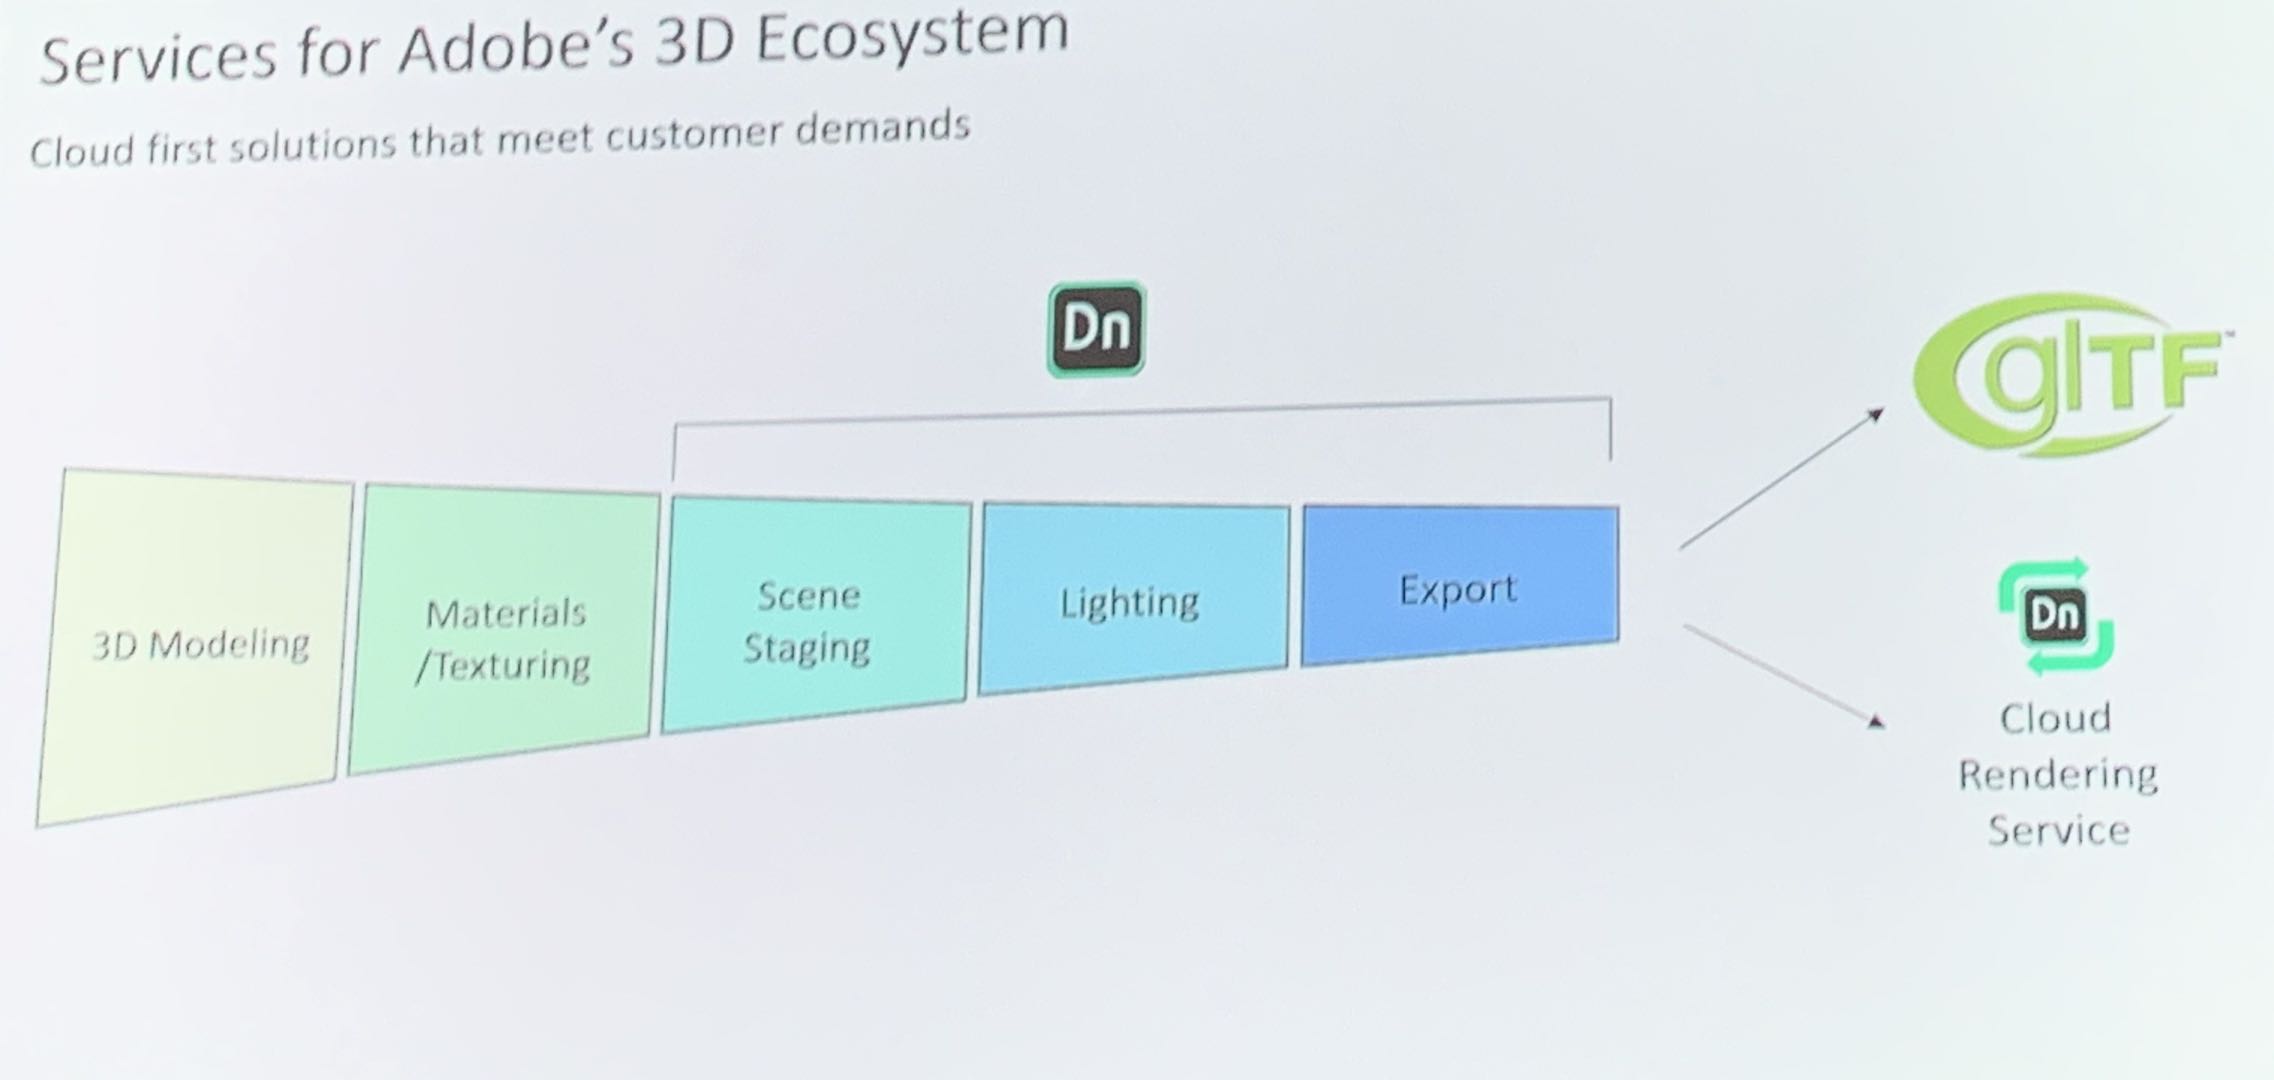 Services for Adobe’s 3D Ecosystem
Cloud first solutions that meet customer demands
Dn
3D Modeling
Materials
/Texturing
Scene
Staging
Lighting
Export
glTF™
Dn
Cloud
Rendering
Service